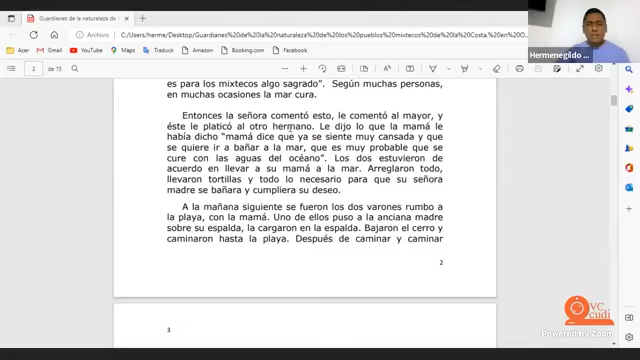 Guardianes de la naturaleza de
Archivo
C:/Users/herme/Desktop/Guardianes%20de%20la%20naturaleza%20de%20los%20pueblos%20mixtecos%20de%20la%20Costa.%20en%20O...
Acer
Gmail
YouTube
Maps
Traducir
Amazon
Booking.com
Facebook
Hermenegildo
2
de 15
es para los mixtecos algo sagrado”. Según muchas personas,
en muchas ocasiones la mar cura.
Entonces la señora comentó esto, le comentó al mayor, y
éste le platicó al otro hermano. Le dijo lo que la mamá le
había dicho “mamá dice que ya se siente muy cansada y que
se quiere ir a bañar a la mar, que es muy probable que se
cure con las aguas del océano”. Los dos estuvieron de
acuerdo en llevar a su mamá a la mar. Arreglaron todo,
llevaron tortillas y todo lo necesario para que su señora
madre se bañara y cumpliera su deseo.
A la mañana siguiente se fueron los dos varones rumbo a
la playa, con la mamá. Uno de ellos puso a la anciana madre
sobre su espalda, la cargaron en la espalda. Bajaron el cerro y
caminaron hasta la playa. Después de caminar y caminar
2
3
VC
cudi
Powered by Zoom